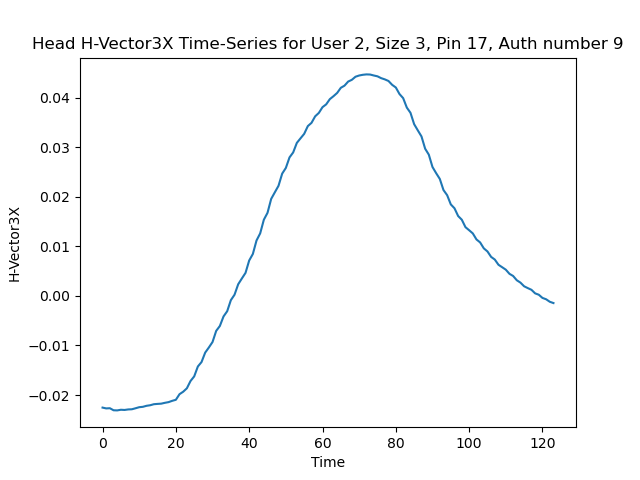 Head H-Vector3X Time-Series for User 2, Size 3, Pin 17, Auth number 9
H-Vector3X
0.04
0.03
0.02
0.01
0.00
−0.01
−0.02
0 20 40 60 80 100 120
Time